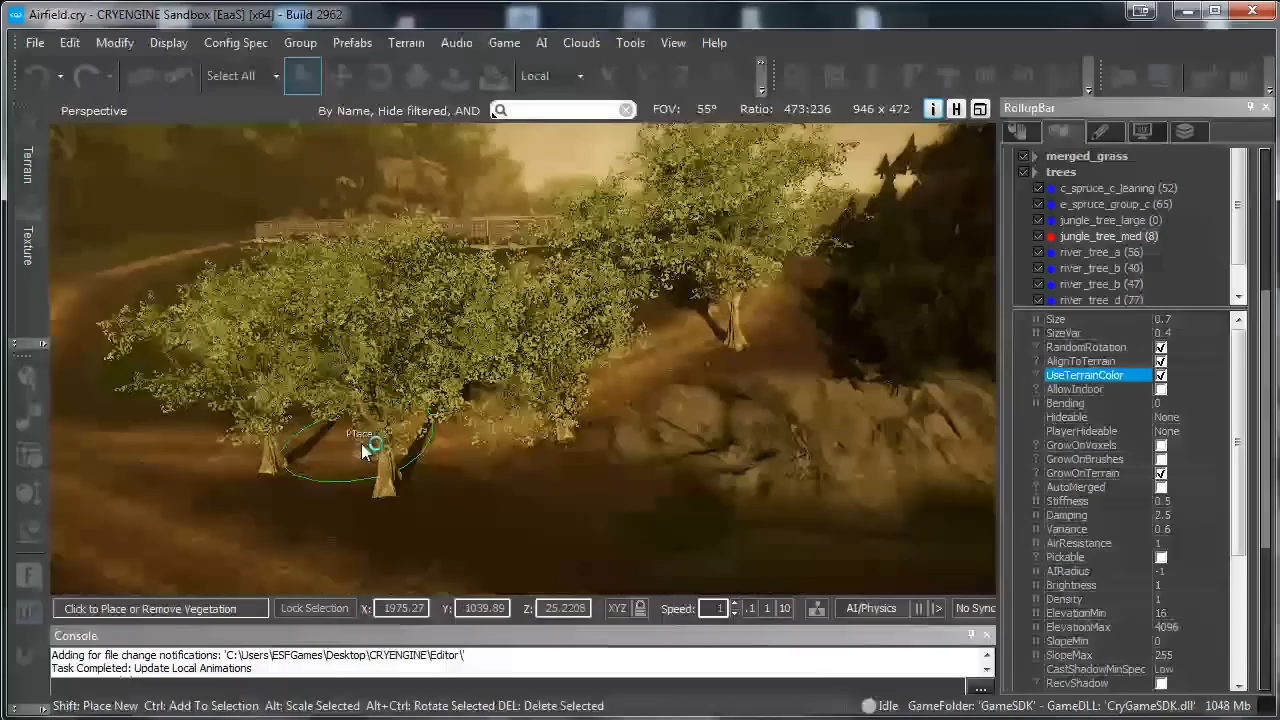 Airfield.cry - CRYENGINE Sandbox [EaaS] [x64] - Build 2962
File Edit Modify Display Config Spec Group Prefabs Terrain Audio Game AI Clouds Tools View Help
Select All Local
Perspective By Name, Hide filtered, AND FOV: 55° Ratio: 473:236 946 x 472 i H
RollupBar
Terrain
Texture
merged_grass
trees
c_spruce_c_leaning (52)
e_spruce_group_c (65)
jungle_tree_large (0)
jungle_tree_med (8)
river_tree_a (56)
river_tree_b (40)
river_tree_b (47)
river_tree_d (77)
Size 0.7
SizeVar 0.4
RandomRotation
AlignToTerrain
UseTerrainColor
AllowIndoor
Bending 0
Hideable None
PlayerHideable None
GrowOnVoxels
GrowOnBrushes
GrowOnTerrain
AutoMerged
Stiffness 0.5
Damping 2.5
Variance 0.6
AirResistance 1
Pickable
AIRadius -1
Brightness 1
Density 1
ElevationMin 16
ElevationMax 4096
SlopeMin 0
SlopeMax 255
CastShadowMinSpec Low
RecvShadow
Place
Click to Place or Remove Vegetation Lock Selection X: 1975.27 Y: 1039.89 Z: 25.2208 XYZ Speed: 1 .1 1 10 AI/Physics No Sync
Console
Adding for file change notifications: 'C:\Users\ESFGames\Desktop\CRYENGINE\Editor\'
Task Completed: Update Local Animations
...
Shift: Place New Ctrl: Add To Selection Alt: Scale Selected Alt+Ctrl: Rotate Selected DEL: Delete Selected Idle GameFolder: 'GameSDK' - GameDLL: 'CryGameSDK.dll' 1048 Mb